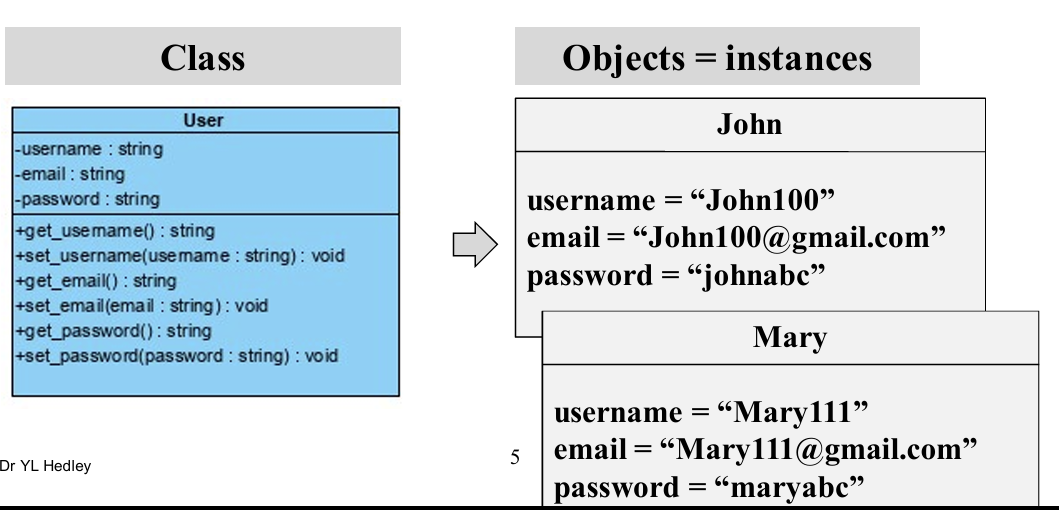 Class
User
-username : string
-email : string
-password : string
+get_username() : string
+set_username(username : string) : void
+get_email() : string
+set_email(email : string) : void
+get_password() : string
+set_password(password : string) : void
Objects = instances
John
username = “John100”
email = “John100@gmail.com”
password = “johnabc”
Mary
username = “Mary111”
email = “Mary111@gmail.com”
password = “maryabc”
Dr YL Hedley
5